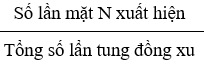 Số lần mặt N xuất hiện
Tổng số lần tung đồng xu